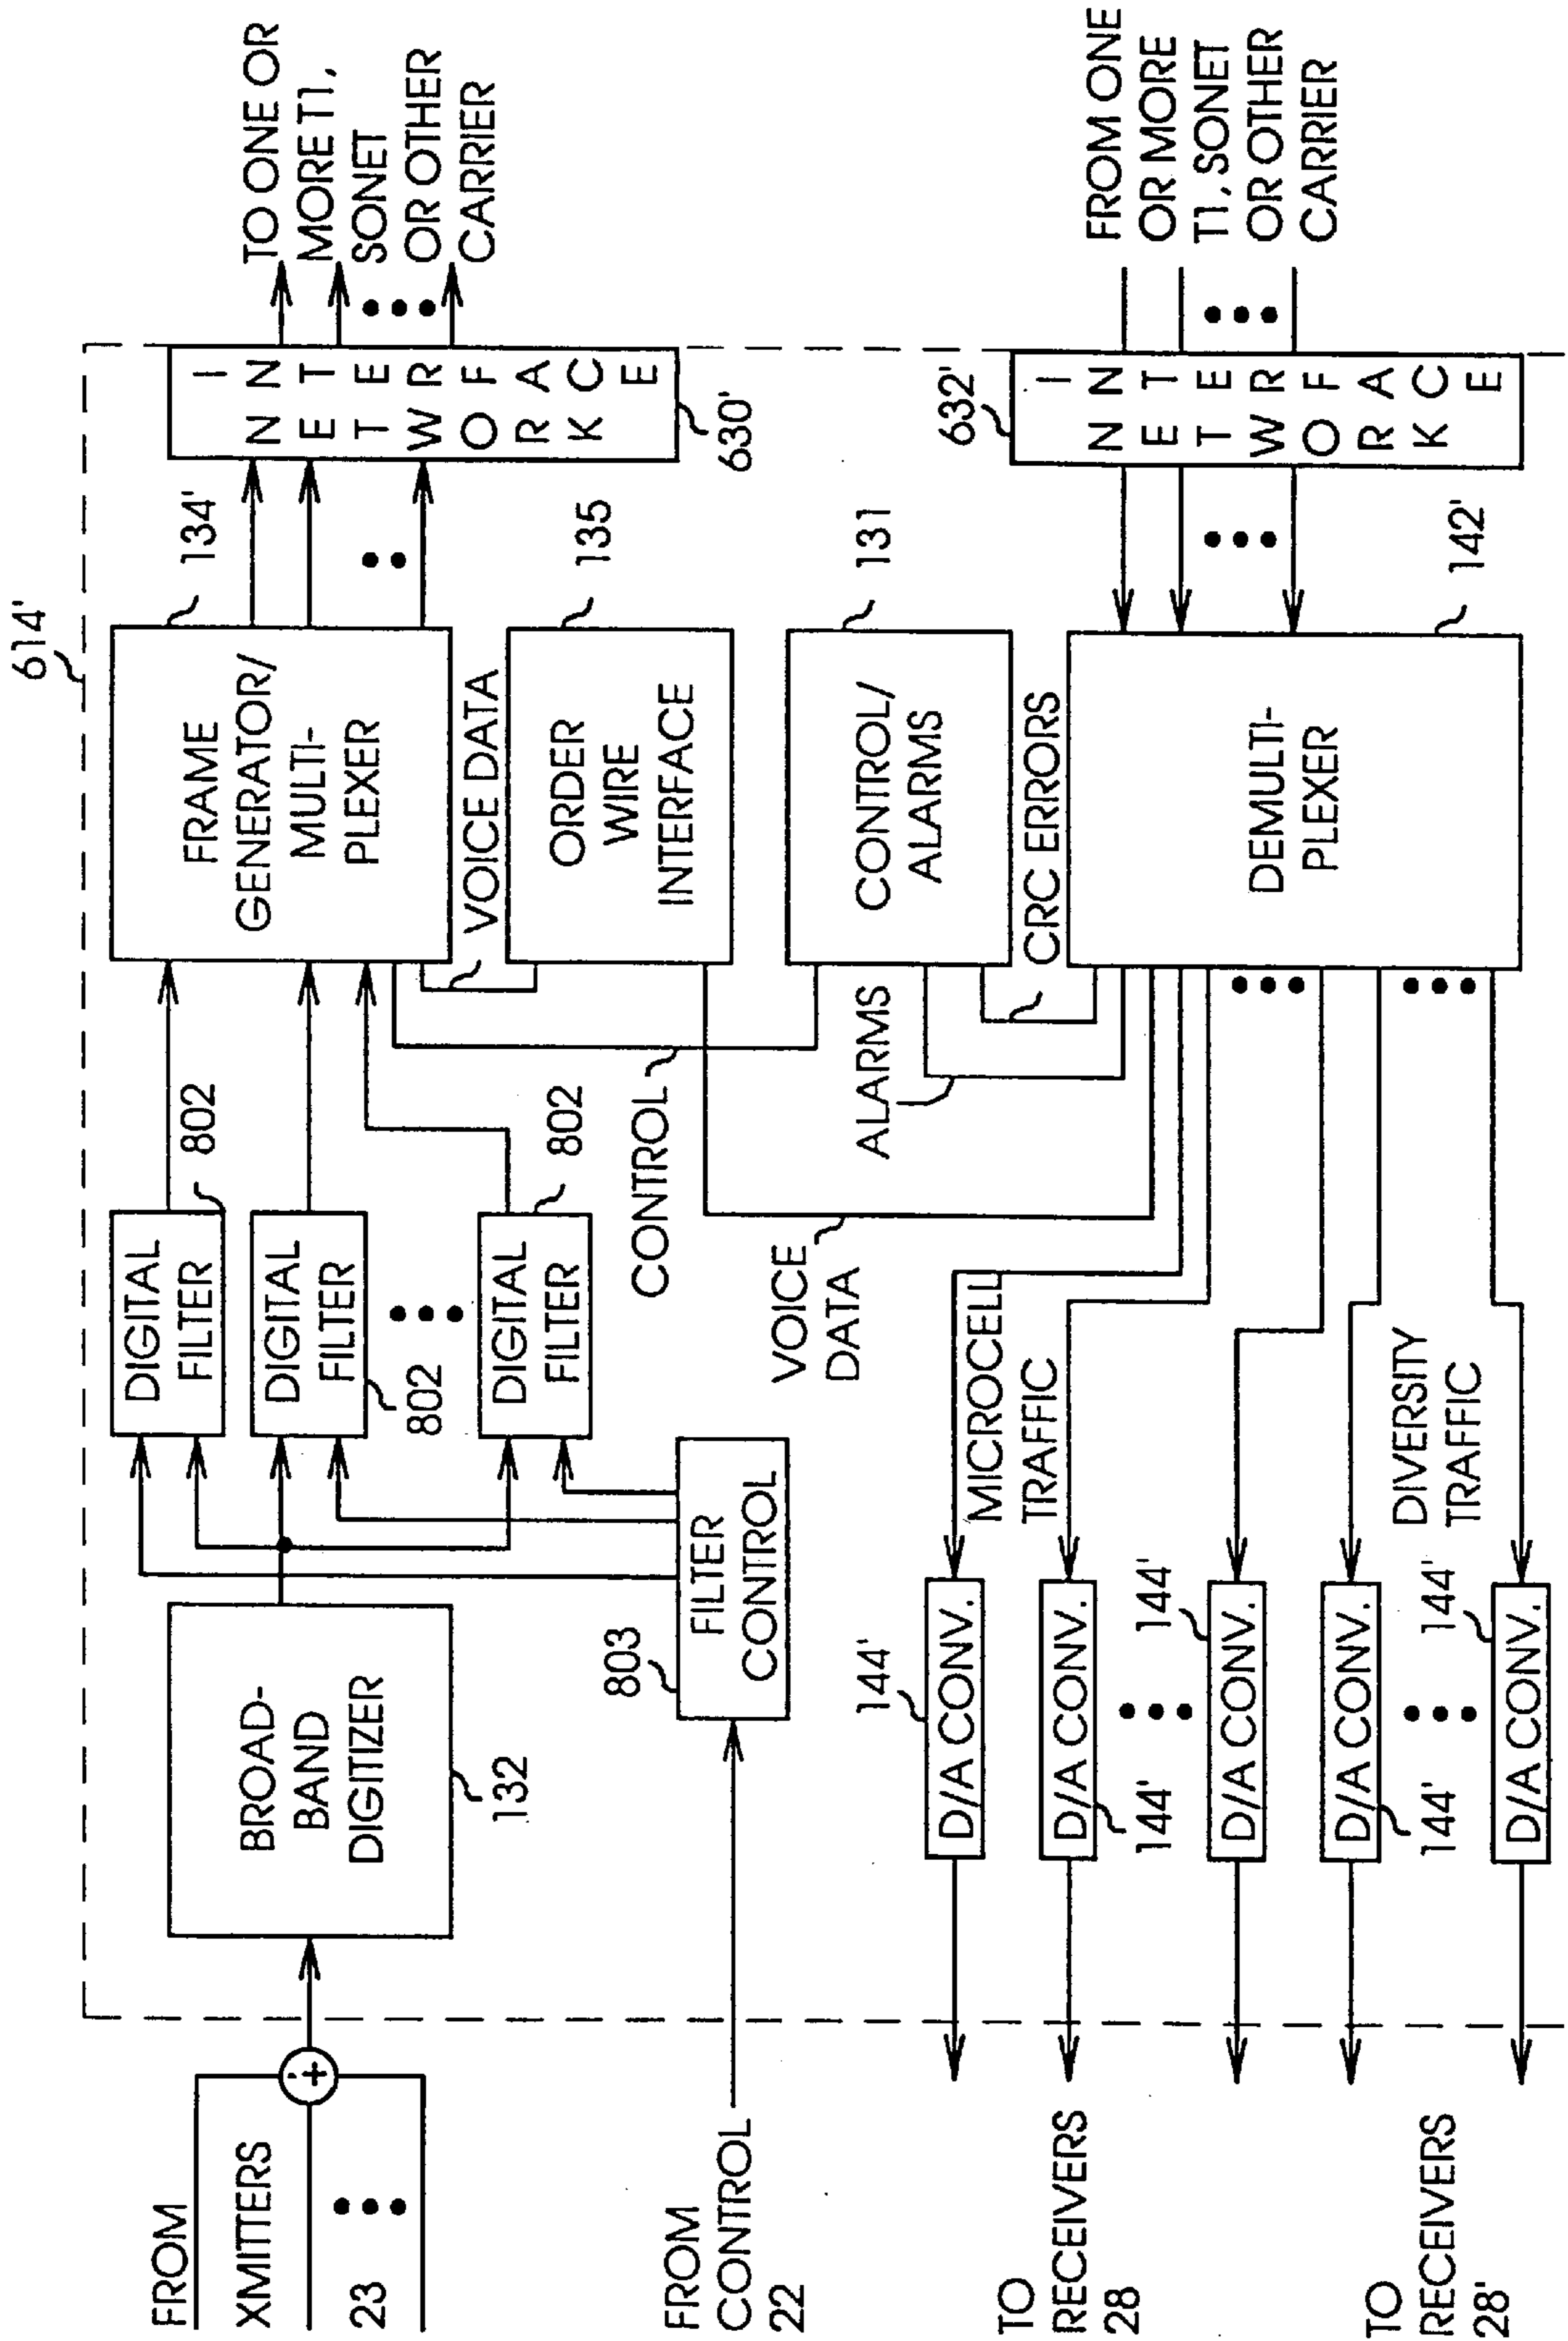 614'
FROM
XMITTERS
23
+
BROAD-
BAND
DIGITIZER
132
DIGITAL
FILTER
802
DIGITAL
FILTER
802
DIGITAL
FILTER
802
FRAME
GENERATOR/
MULTI-
PLEXER
134'
NETWORK
INTERFACE
630'
TO ONE OR
MORE T1,
SONET
OR OTHER
CARRIER
VOICE DATA
ORDER
WIRE
INTERFACE
135
FROM
CONTROL
22
803
FILTER
CONTROL
CONTROL
CONTROL/
ALARMS
131
ALARMS
CRC ERRORS
VOICE
DATA
DEMULTI-
PLEXER
142'
632'
NETWORK
INTERFACE
FROM ONE
OR MORE
T1, SONET
OR OTHER
CARRIER
MICROCELL
TRAFFIC
DIVERSITY
TRAFFIC
144'
D/A CONV.
D/A CONV.
144'
144'
D/A CONV.
D/A CONV.
144'
144'
D/A CONV.
TO
RECEIVERS
28
TO
RECEIVERS
28'